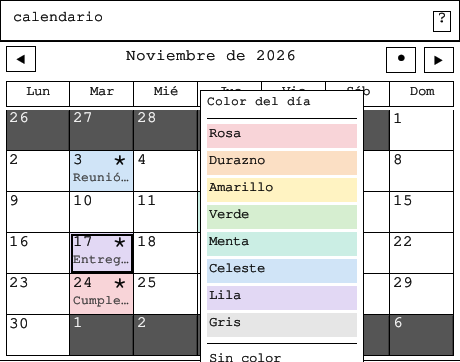 calendario
?
Noviembre de 2026
Lun Mar Mié Dom
26 27 28 1
2 3 * 4 8
Reunió…
9 10 11 15
16 17 * 18 22
Entreg…
23 24 * 25 29
Cumple…
30 1 2 6
Color del día
Rosa
Durazno
Amarillo
Verde
Menta
Celeste
Lila
Gris
Sin color